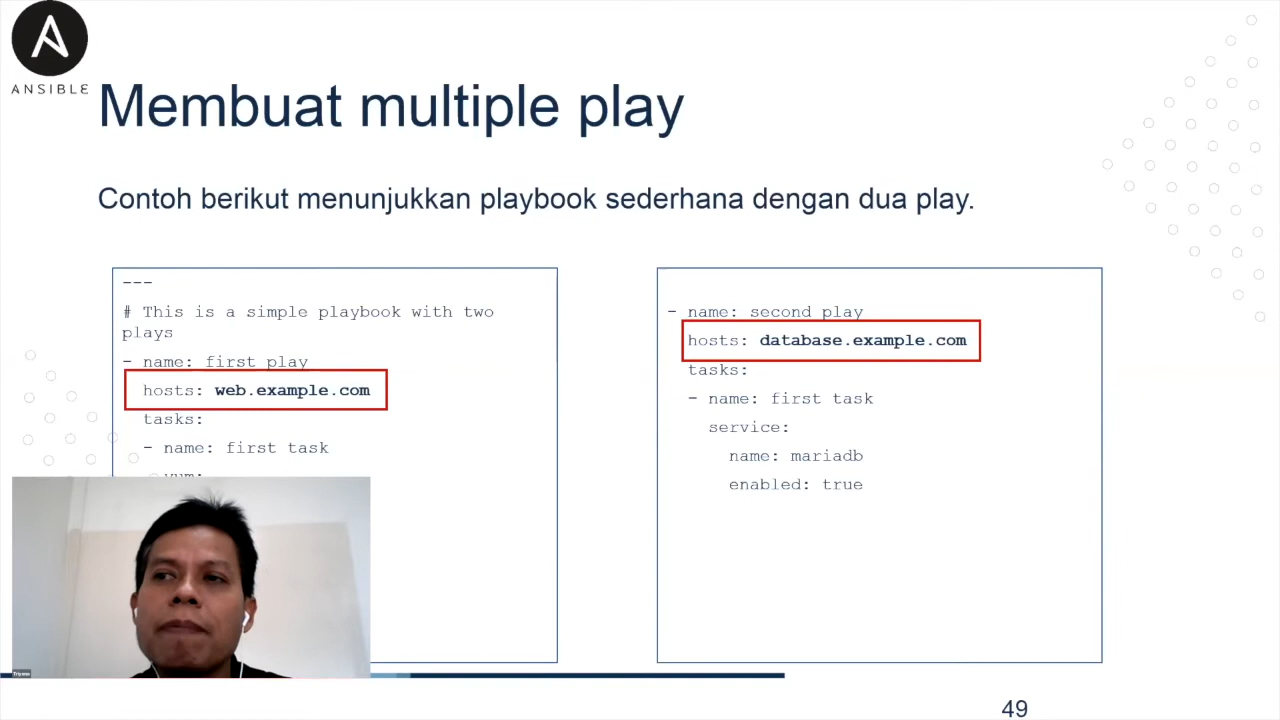 ANSIBLE
Membuat multiple play
Contoh berikut menunjukkan playbook sederhana dengan dua play.
---
# This is a simple playbook with two
plays
- name: first play
hosts: web.example.com
tasks:
- name: first task
yum:
- name: second play
hosts: database.example.com
tasks:
- name: first task
service:
name: mariadb
enabled: true
Triyono
49